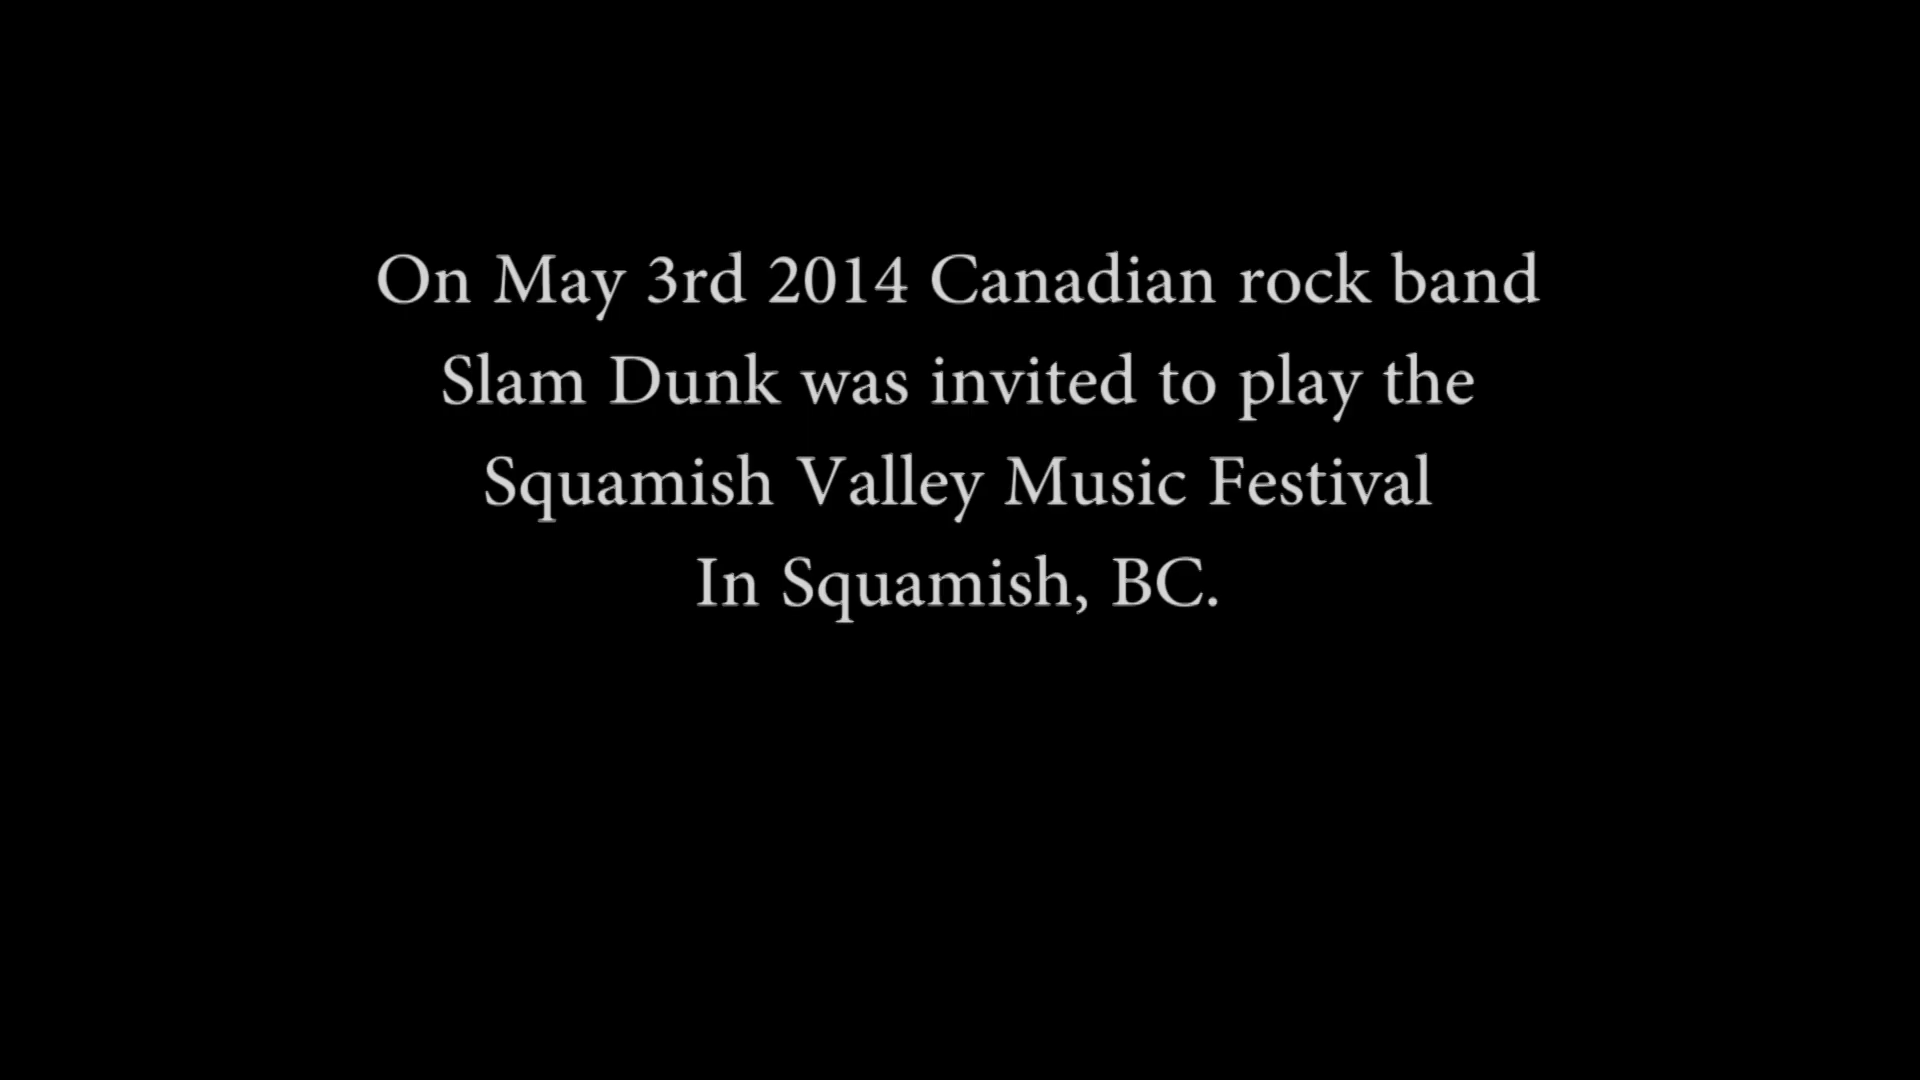 On May 3rd 2014 Canadian rock band
Slam Dunk was invited to play the
Squamish Valley Music Festival
In Squamish, BC.